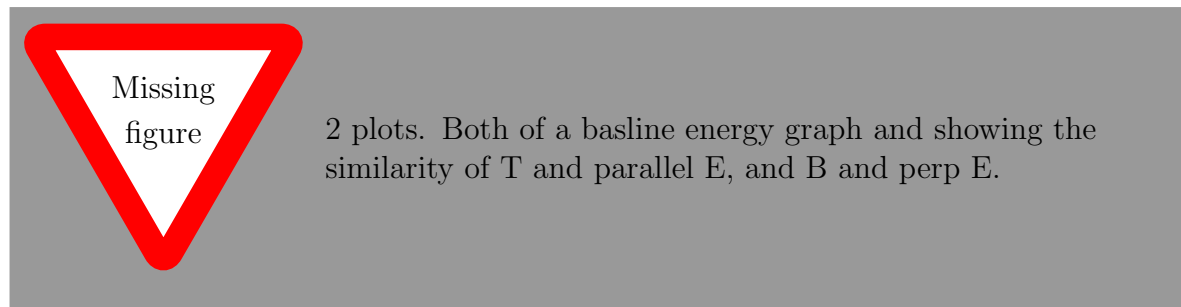 Missing
figure
2 plots. Both of a basline energy graph and showing the
similarity of T and parallel E, and B and perp E.